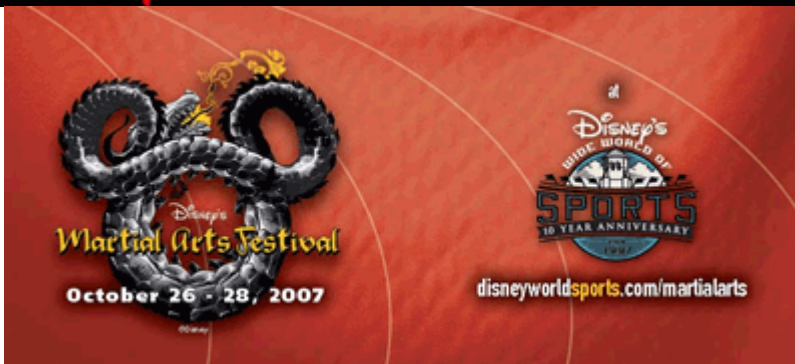 Disney's
Martial Arts Festival
October 26 - 28, 2007
©Disney
at
Disney's
WIDE WORLD OF
SPORTS
10 YEAR ANNIVERSARY
1997
disneyworldsports.com/martialarts